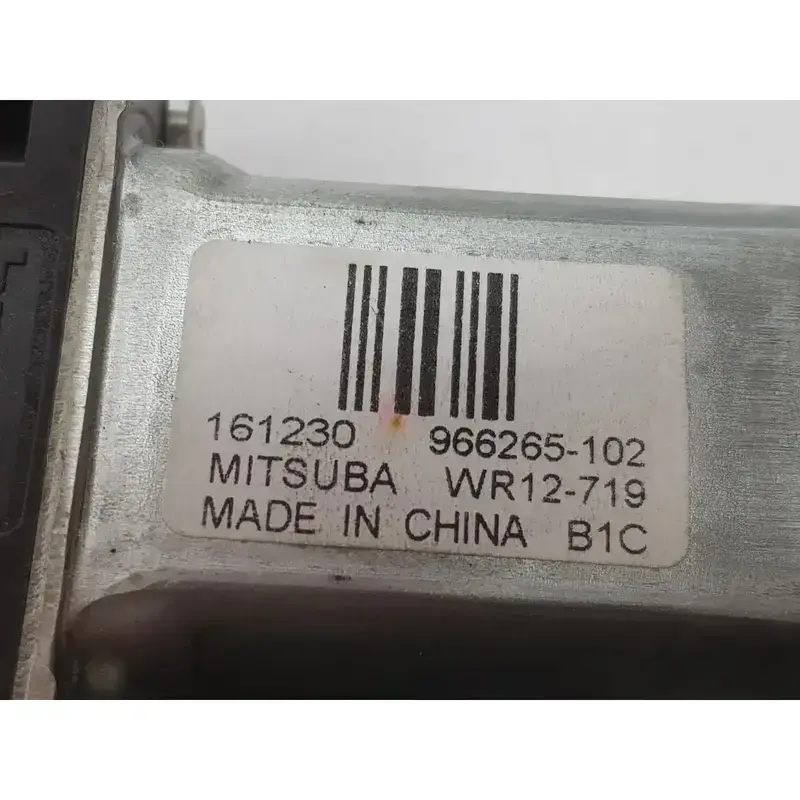 161230 966265-102
MITSUBA WR12-719
MADE IN CHINA B1C